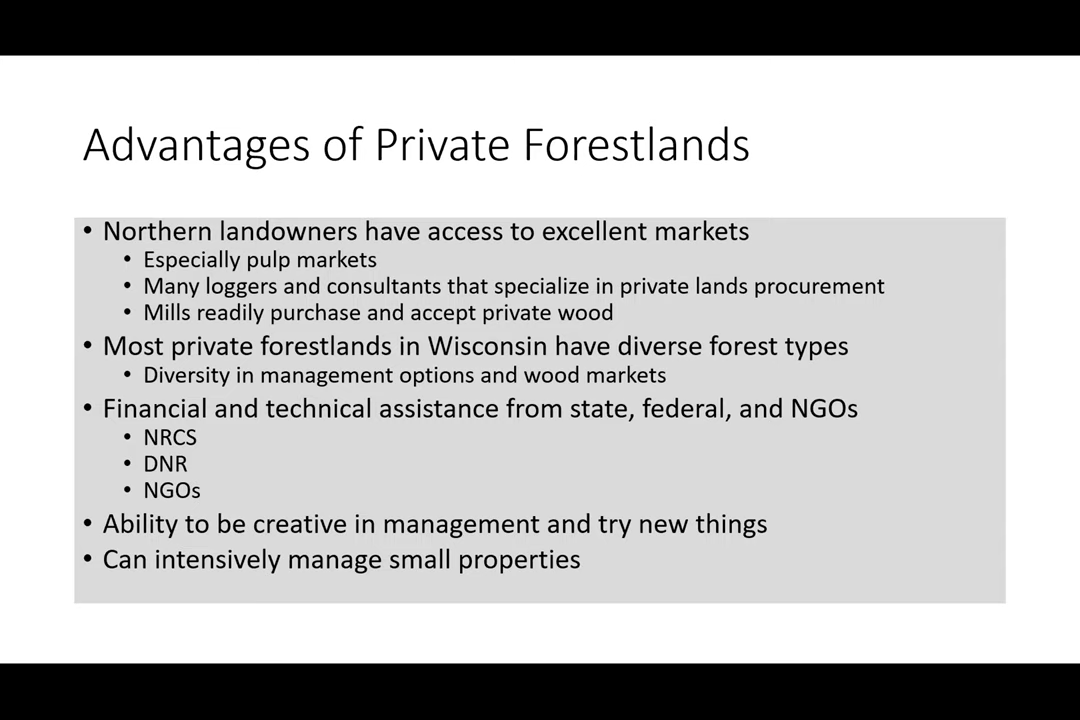 Advantages of Private Forestlands
• Northern landowners have access to excellent markets
• Especially pulp markets
• Many loggers and consultants that specialize in private lands procurement
• Mills readily purchase and accept private wood
• Most private forestlands in Wisconsin have diverse forest types
• Diversity in management options and wood markets
• Financial and technical assistance from state, federal, and NGOs
• NRCS
• DNR
• NGOs
• Ability to be creative in management and try new things
• Can intensively manage small properties